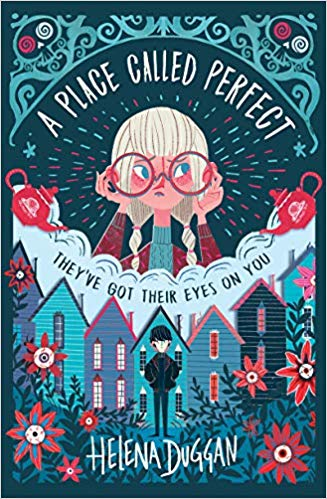 A PLACE CALLED PERFECT
THEY'VE GOT THEIR EYES ON YOU
HELENA DUGGAN